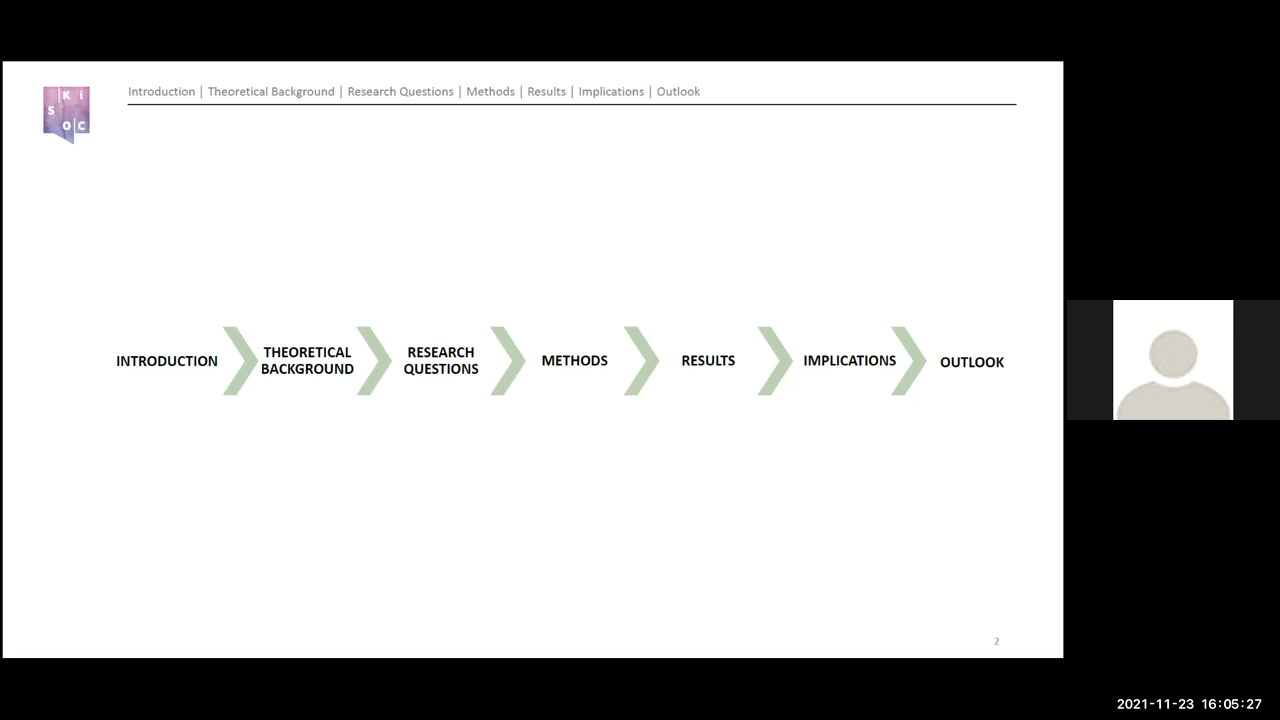 K i
S
O C
Introduction | Theoretical Background | Research Questions | Methods | Results | Implications | Outlook
INTRODUCTION
THEORETICAL
BACKGROUND
RESEARCH
QUESTIONS
METHODS
RESULTS
IMPLICATIONS
OUTLOOK
2
2021-11-23 16:05:27